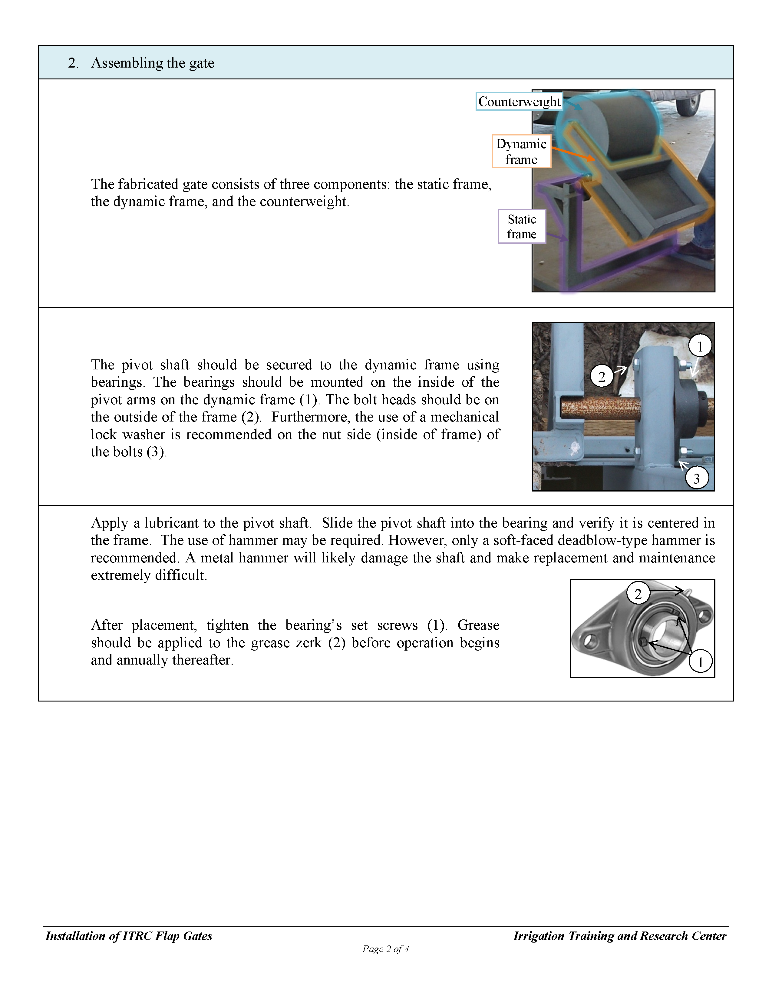 2. Assembling the gate
Counterweight
Dynamic
frame
The fabricated gate consists of three components: the static frame,
the dynamic frame, and the counterweight.
Static
frame
1
2
The pivot shaft should be secured to the dynamic frame using
bearings. The bearings should be mounted on the inside of the
pivot arms on the dynamic frame (1). The bolt heads should be on
the outside of the frame (2). Furthermore, the use of a mechanical
lock washer is recommended on the nut side (inside of frame) of
the bolts (3).
3
Apply a lubricant to the pivot shaft. Slide the pivot shaft into the bearing and verify it is centered in
the frame. The use of hammer may be required. However, only a soft-faced deadblow-type hammer is
recommended. A metal hammer will likely damage the shaft and make replacement and maintenance
extremely difficult.
2
After placement, tighten the bearing’s set screws (1). Grease
should be applied to the grease zerk (2) before operation begins
and annually thereafter.
1
Installation of ITRC Flap Gates
Irrigation Training and Research Center
Page 2 of 4